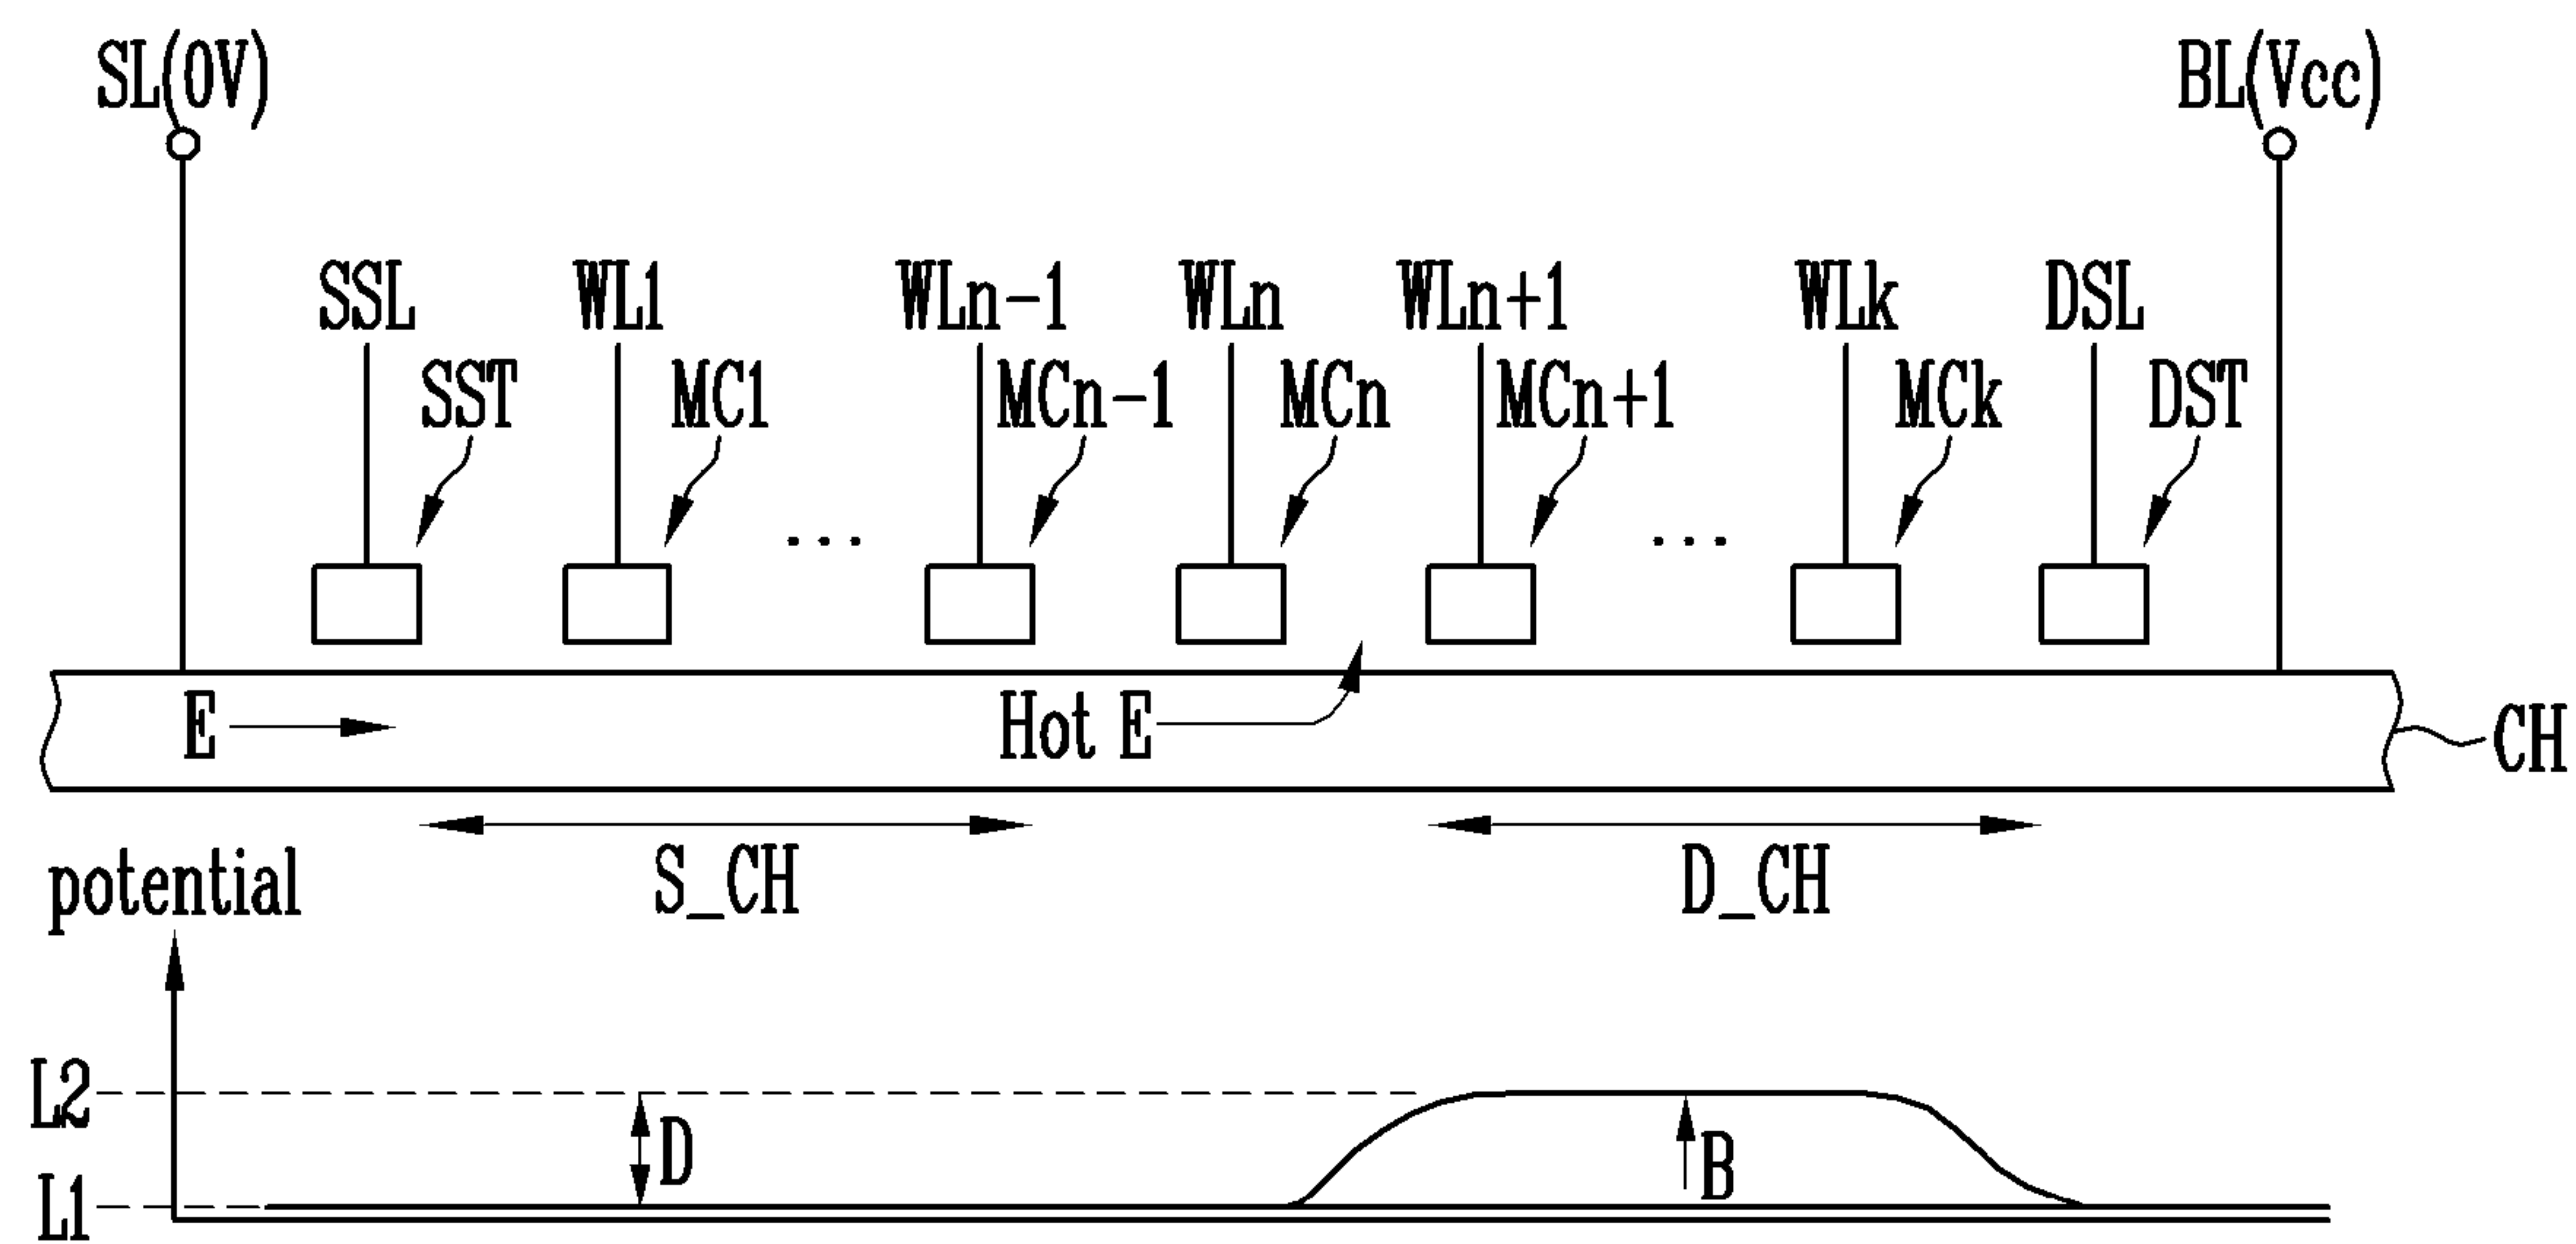 SL(0V) BL(Vcc)
SSL WL1 WLn-1 WLn WLn+1 WLk DSL
SST MC1 MCn-1 MCn MCn+1 MCk DST
... ...
E Hot E CH
S_CH D_CH
potential
L2
D B
L1